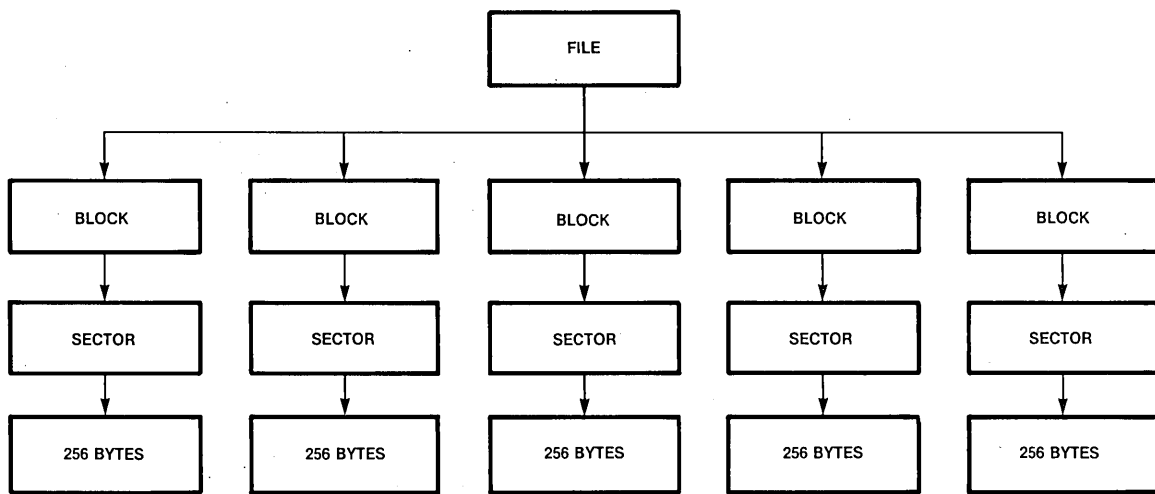 FILE
BLOCK BLOCK BLOCK BLOCK BLOCK
SECTOR SECTOR SECTOR SECTOR SECTOR
256 BYTES 256 BYTES 256 BYTES 256 BYTES 256 BYTES